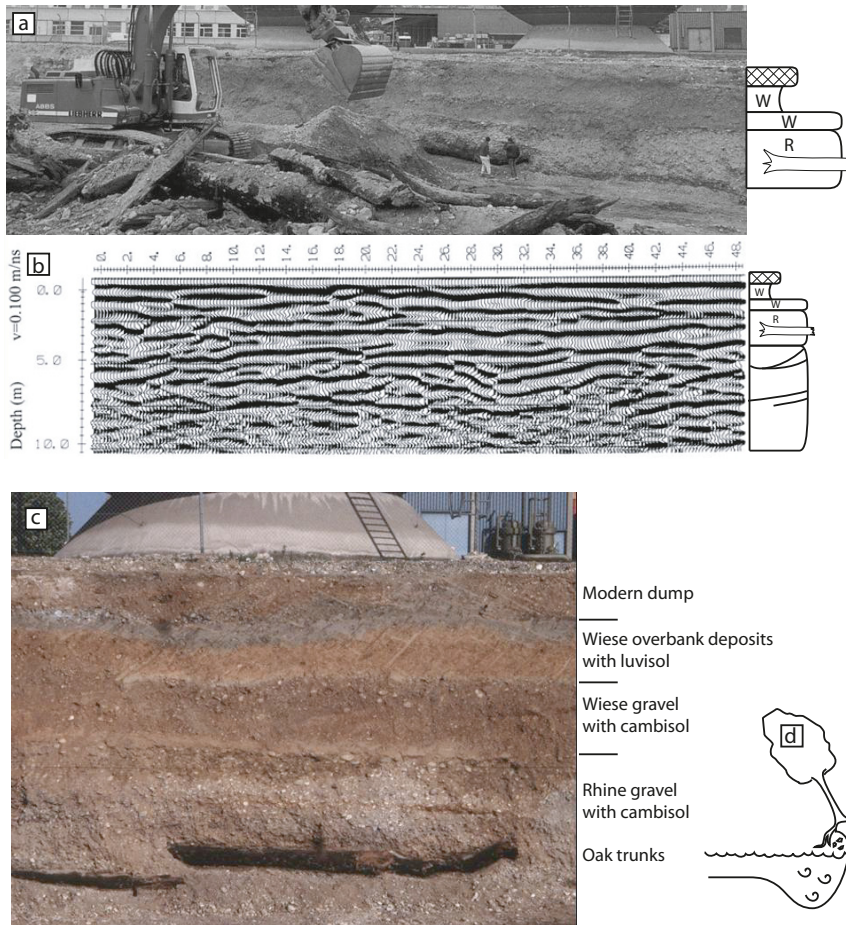 a
ABBS
LIEBHERR
W
W
R
b
0. 2. 4. 6. 8. 10. 12. 14. 16. 18. 20. 22. 24. 26. 28. 30. 32. 34. 36. 38. 40. 42. 44. 46. 48.
v=0.100 m/ns
Depth (m)
0.0
5.0
10.0
W
W
R
c
Modern dump
Wiese overbank deposits
with luvisol
Wiese gravel
with cambisol
Rhine gravel
with cambisol
Oak trunks
d